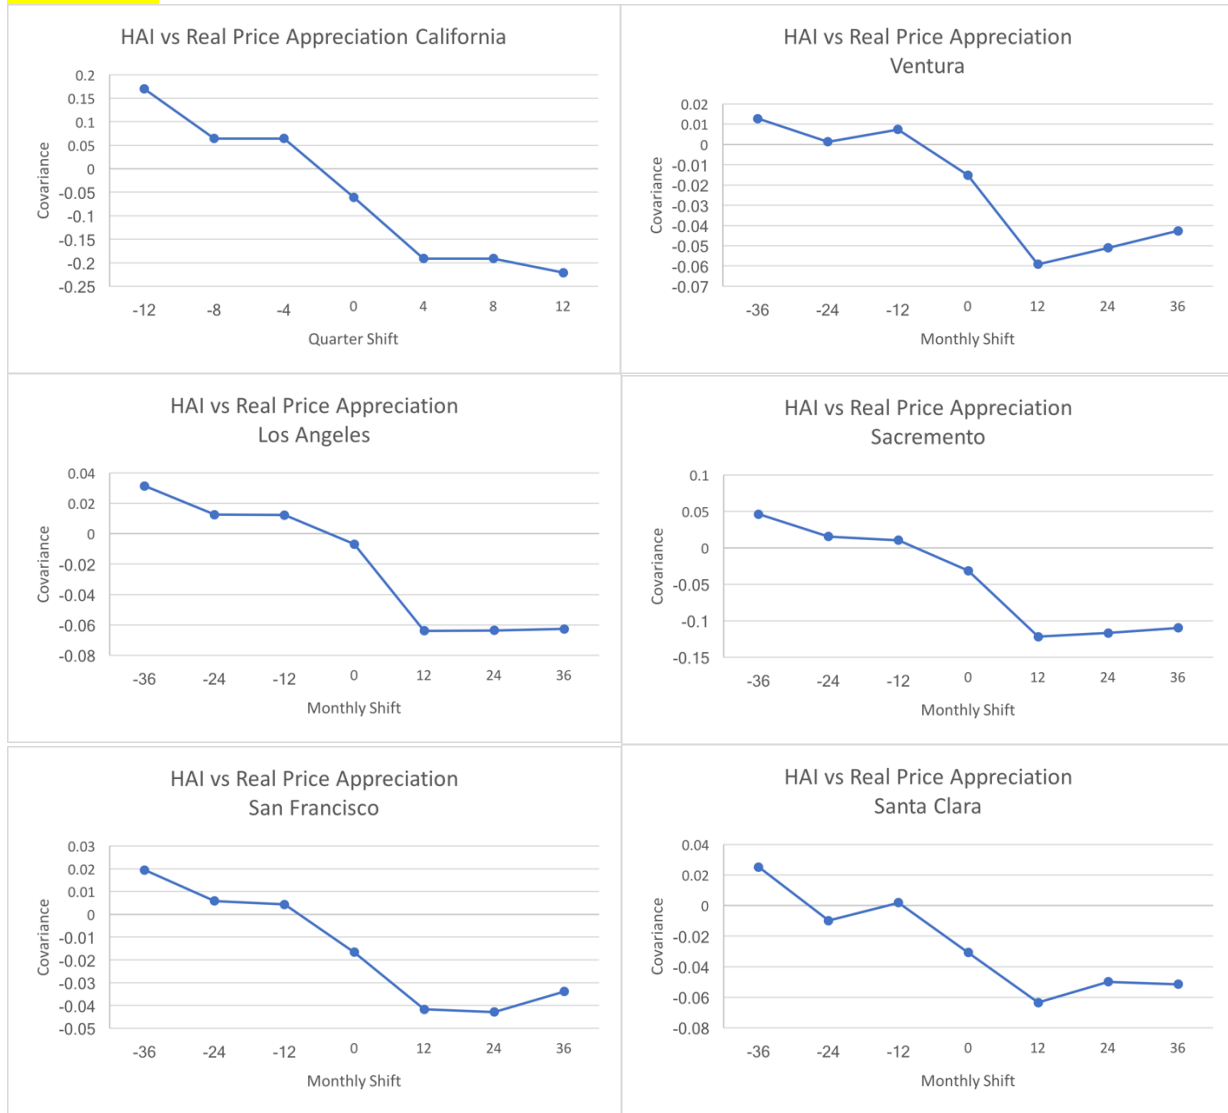 HAI vs Real Price Appreciation California
0.2
0.15
0.1
0.05
0
-0.05
-0.1
-0.15
-0.2
-0.25
Covariance
-12 -8 -4 0 4 8 12
Quarter Shift
HAI vs Real Price Appreciation
Ventura
0.02
0.01
0
-0.01
-0.02
-0.03
-0.04
-0.05
-0.06
-0.07
Covariance
-36 -24 -12 0 12 24 36
Monthly Shift
HAI vs Real Price Appreciation
Los Angeles
0.04
0.02
0
-0.02
-0.04
-0.06
-0.08
Covariance
-36 -24 -12 0 12 24 36
Monthly Shift
HAI vs Real Price Appreciation
Sacremento
0.1
0.05
0
-0.05
-0.1
-0.15
Covariance
-36 -24 -12 0 12 24 36
Monthly Shift
HAI vs Real Price Appreciation
San Francisco
0.03
0.02
0.01
0
-0.01
-0.02
-0.03
-0.04
-0.05
Covariance
-36 -24 -12 0 12 24 36
Monthly Shift
HAI vs Real Price Appreciation
Santa Clara
0.04
0.02
0
-0.02
-0.04
-0.06
-0.08
Covariance
-36 -24 -12 0 12 24 36
Monthly Shift